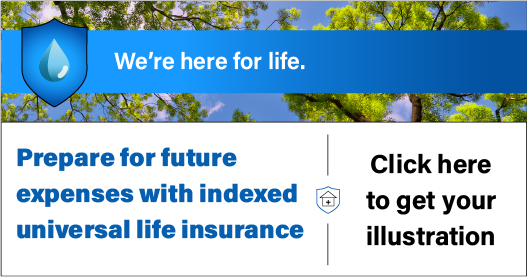 We're here for life.
Prepare for future
expenses with indexed
universal life insurance
Click here
to get your
illustration